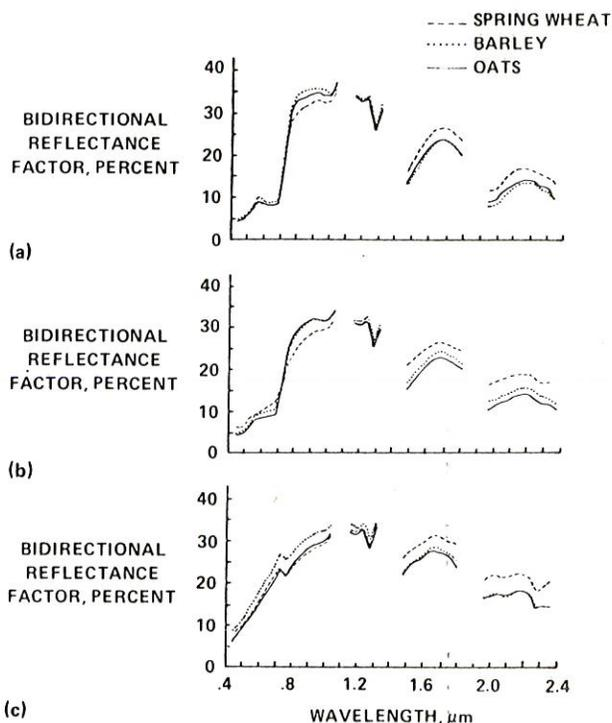 SPRING WHEAT
BARLEY
OATS
BIDIRECTIONAL
REFLECTANCE
FACTOR, PERCENT
40
30
20
10
0
(a)
BIDIRECTIONAL
REFLECTANCE
FACTOR, PERCENT
40
30
20
10
0
(b)
BIDIRECTIONAL
REFLECTANCE
FACTOR, PERCENT
40
30
20
10
0
(c)
.4 .8 1.2 1.6 2.0 2.4
WAVELENGTH, μm